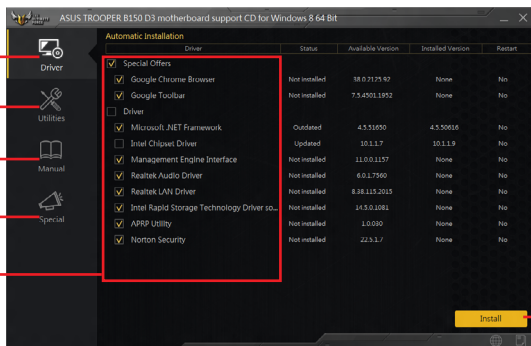 ASUS TROOPER B150 D3 motherboard support CD for Windows 8 64 Bit
Automatic Installation
Driver Status Available Version Installed Version Restart
Special Offers
Google Chrome Browser Not installed 38.0.2125.92 None No
Google Toolbar Not installed 7.5.4501.1952 None No
Driver
Microsoft .NET Framework Outdated 4.5.51650 4.5.50616 No
Intel Chipset Driver Updated 10.1.1.7 10.1.1.9 No
Management Engine Interface Not installed 11.0.0.1157 None No
Realtek Audio Driver Not installed 6.0.1.7560 None No
Realtek LAN Driver Not installed 8.38.115.2015 None No
Intel Rapid Storage Technology Driver so... Not installed 14.5.0.1081 None No
APRP Utility Not installed 1.0.030 None No
Norton Security Not installed 22.5.1.7 None No
Driver
Utilities
Manual
Special
Install